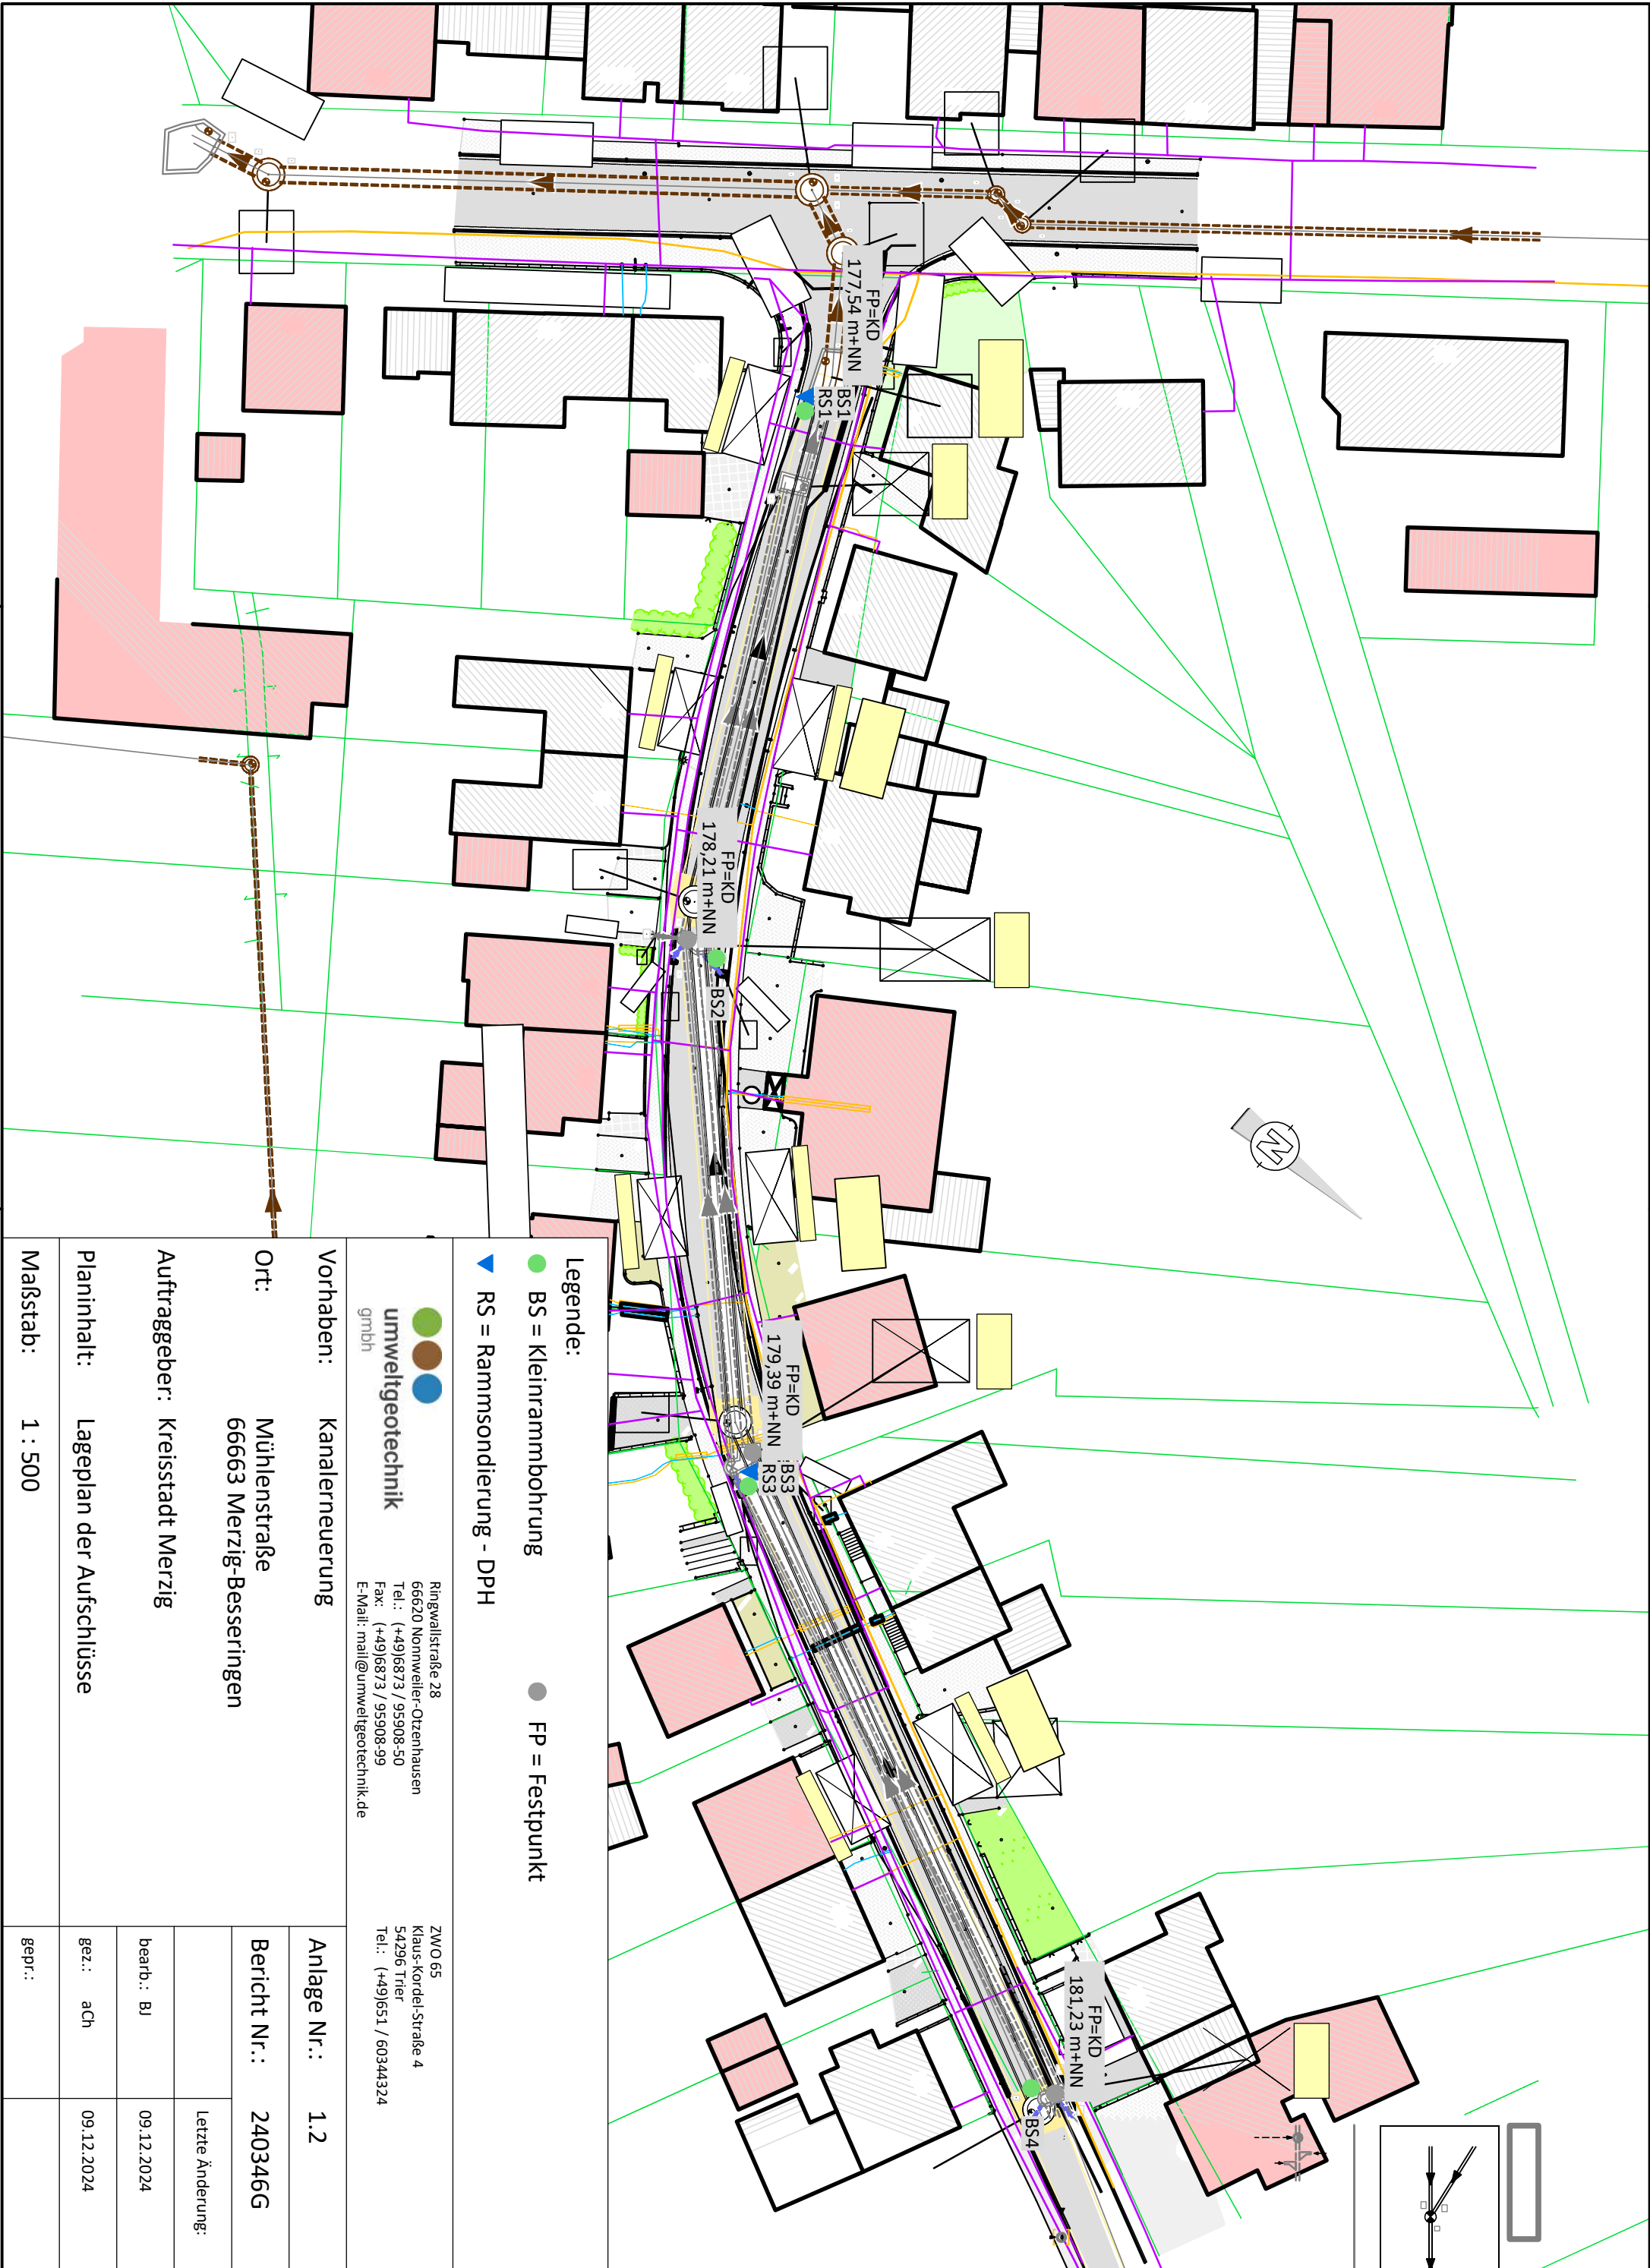 FP=KD
177,54 m+NN
BS1
RS1
FP=KD
178,21 m+NN
BS2
FP=KD
179,39 m+NN
BS3
RS3
FP=KD
181,23 m+NN
BS4
N
Legende:
BS = Kleinrammbohrung
FP = Festpunkt
RS = Rammsondierung - DPH
umweltgeotechnik
gmbh
Ringwallstraße 28
66620 Nonnweiler-Otzenhausen
Tel.: (+49)6873 / 95908-50
Fax: (+49)6873 / 95908-99
E-Mail: mail@umweltgeotechnik.de
ZWO 65
Klaus-Kordel-Straße 4
54296 Trier
Tel.: (+49)651 / 60344324
Vorhaben: Kanalerneuerung
Ort: Mühlenstraße
66663 Merzig-Besseringen
Auftraggeber: Kreisstadt Merzig
Planinhalt: Lageplan der Aufschlüsse
Maßstab: 1 : 500
Anlage Nr.: 1.2
Bericht Nr.: 240346G
Letzte Änderung:
bearb.: BJ 09.12.2024
gez.: aCh 09.12.2024
gepr.: